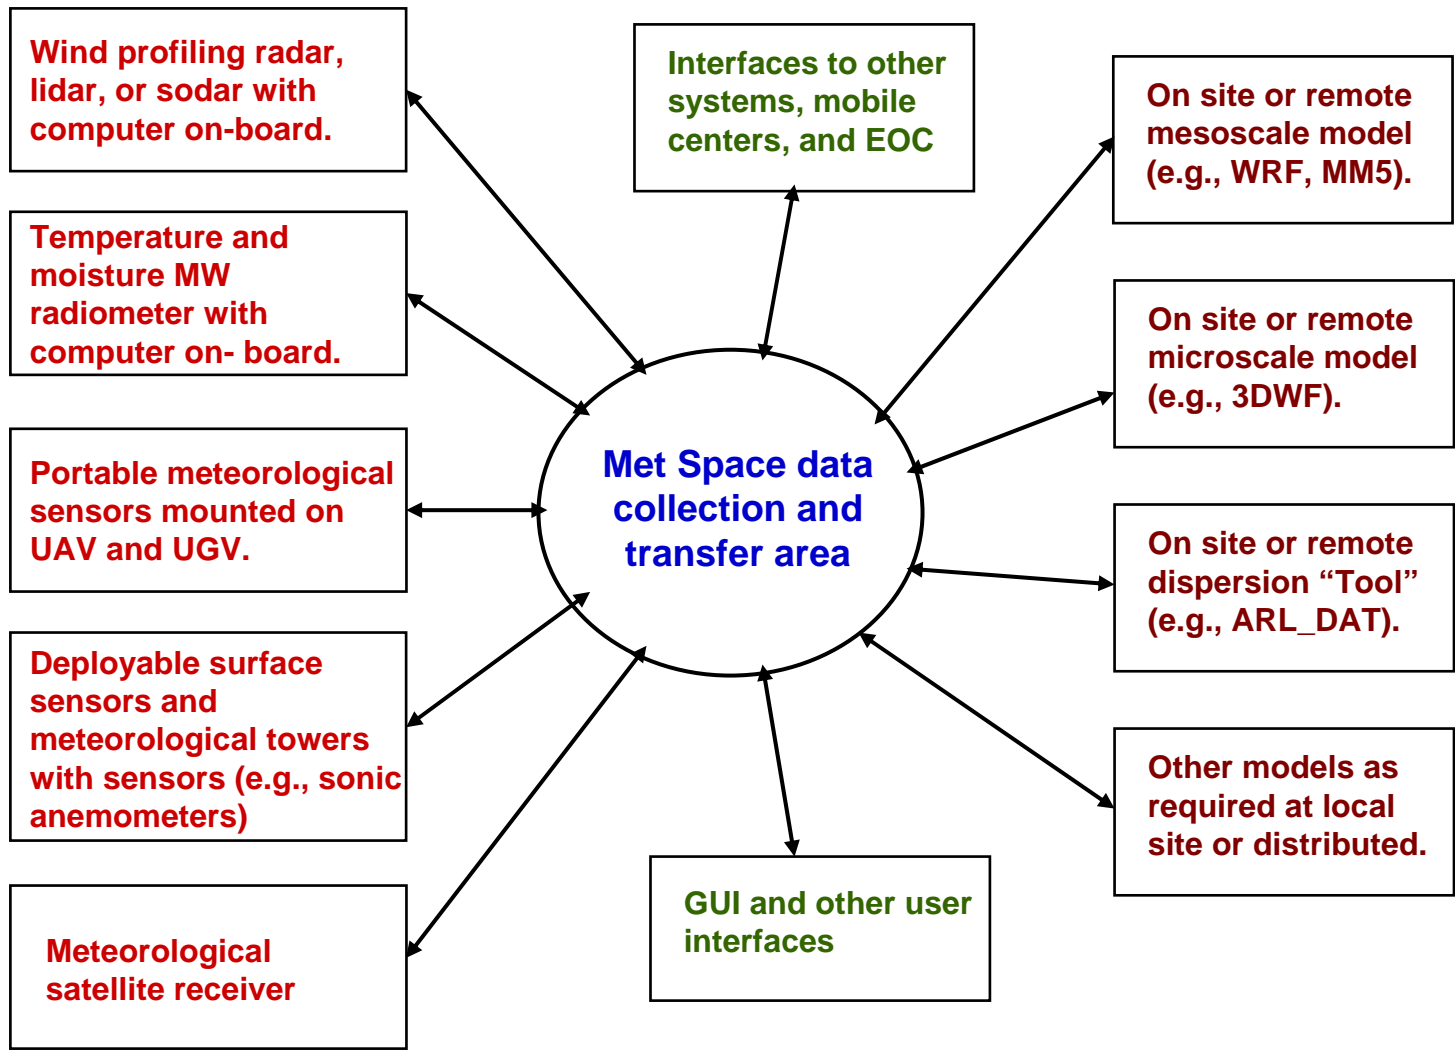 Wind profiling radar,
lidar, or sodar with
computer on-board.
Temperature and
moisture MW
radiometer with
computer on- board.
Portable meteorological
sensors mounted on
UAV and UGV.
Deployable surface
sensors and
meteorological towers
with sensors (e.g., sonic
anemometers)
Meteorological
satellite receiver
Interfaces to other
systems, mobile
centers, and EOC
Met Space data
collection and
transfer area
GUI and other user
interfaces
On site or remote
mesoscale model
(e.g., WRF, MM5).
On site or remote
microscale model
(e.g., 3DWF).
On site or remote
dispersion “Tool”
(e.g., ARL_DAT).
Other models as
required at local
site or distributed.